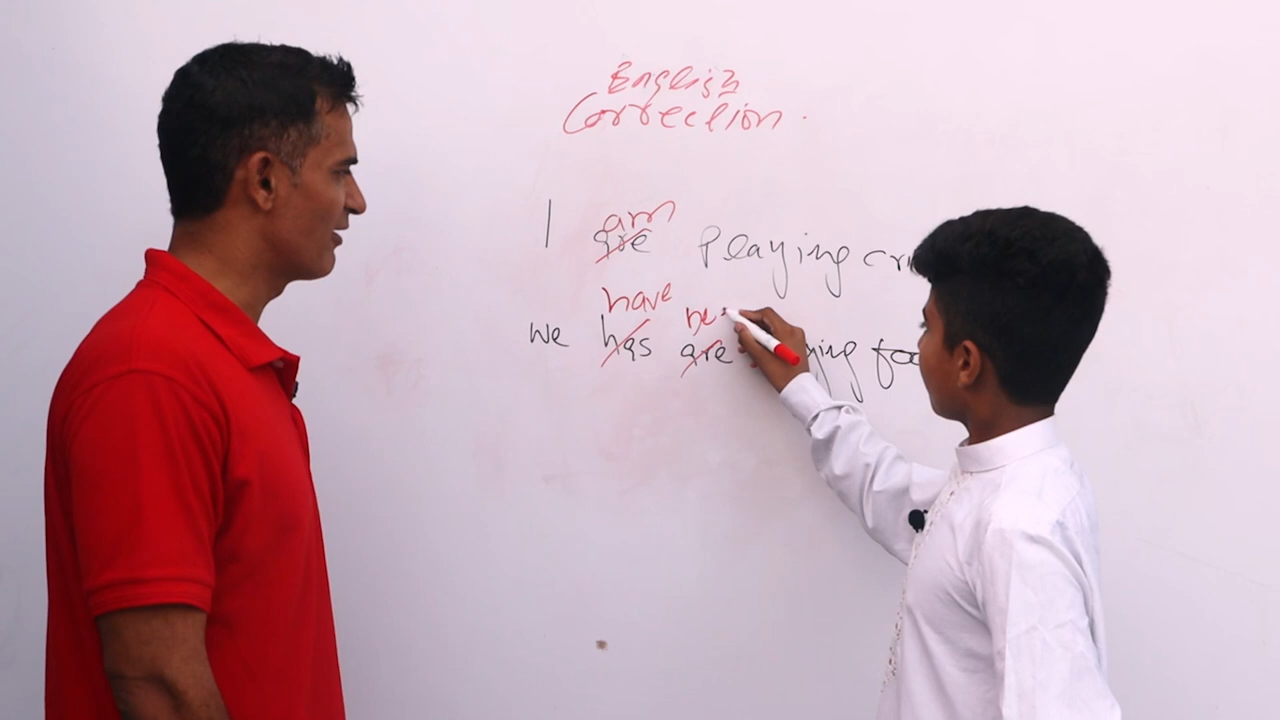 English
Correction.
am
I are Playing
have
we has are